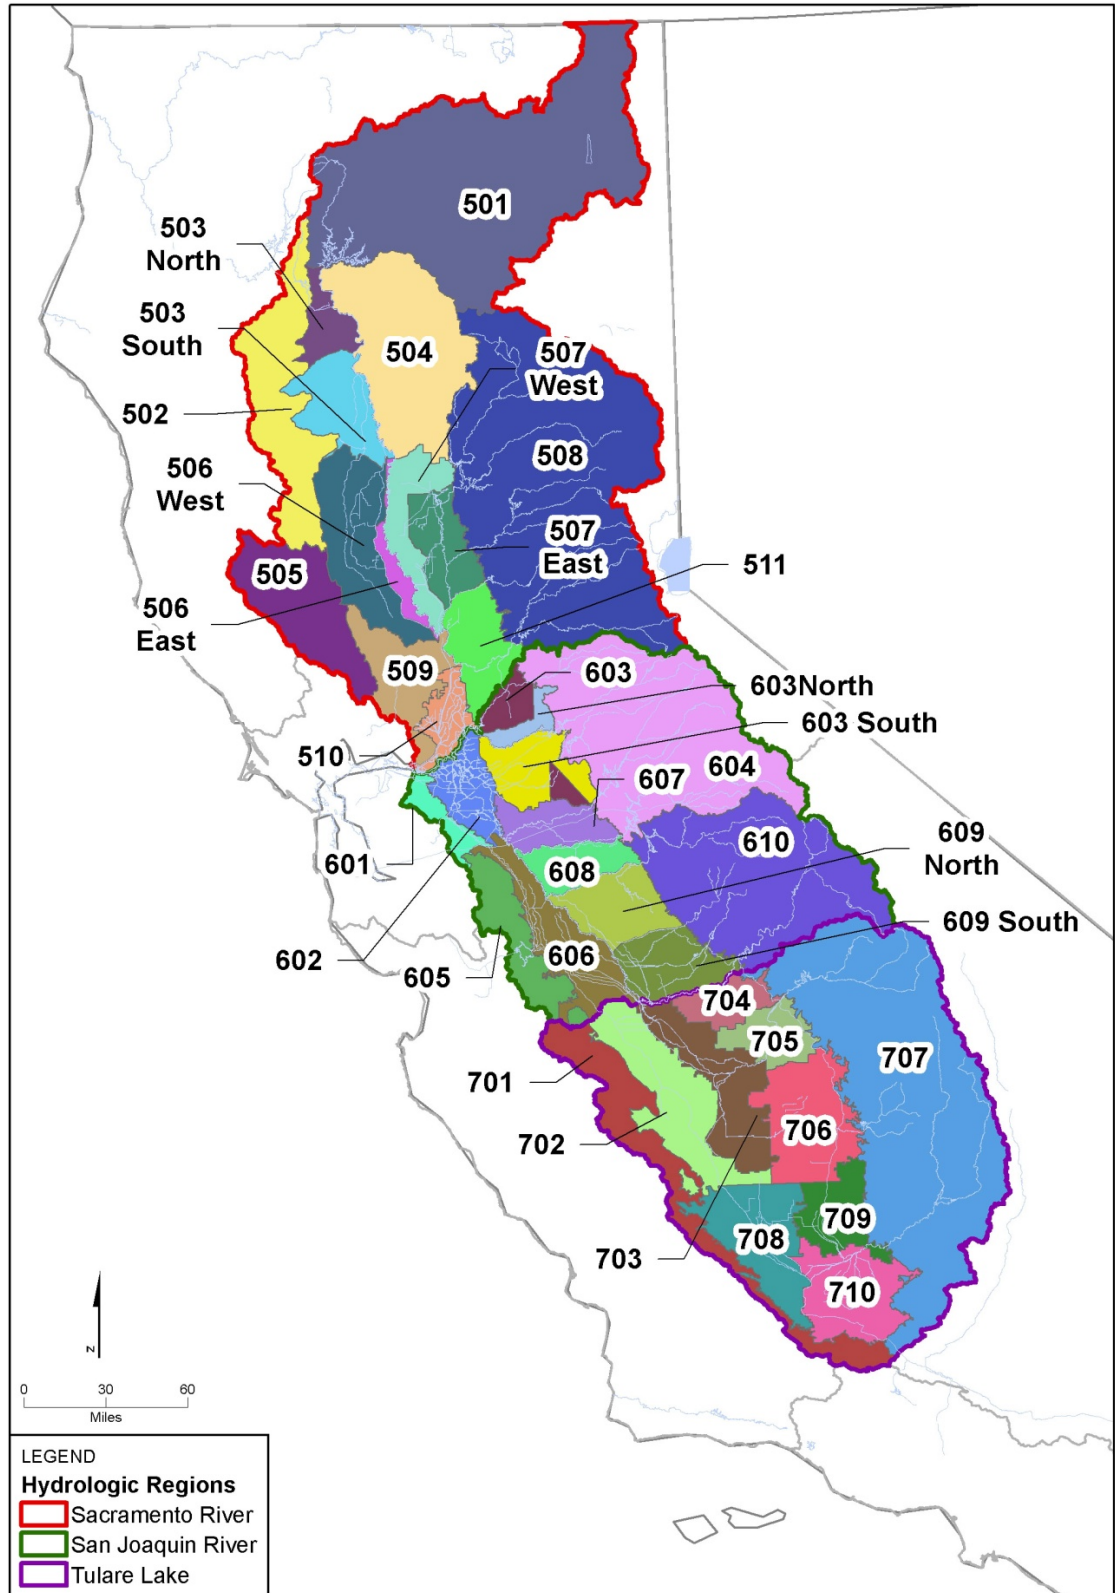 501
503
North
503
South
504
507
West
502
508
506
West
507
East
511
505
506
East
509
603
603North
603 South
510
607
604
610
609
North
601
608
609 South
602
605
606
704
705
707
701
702
706
703
708
709
710
N
0 30 60
Miles
LEGEND
Hydrologic Regions
Sacramento River
San Joaquin River
Tulare Lake